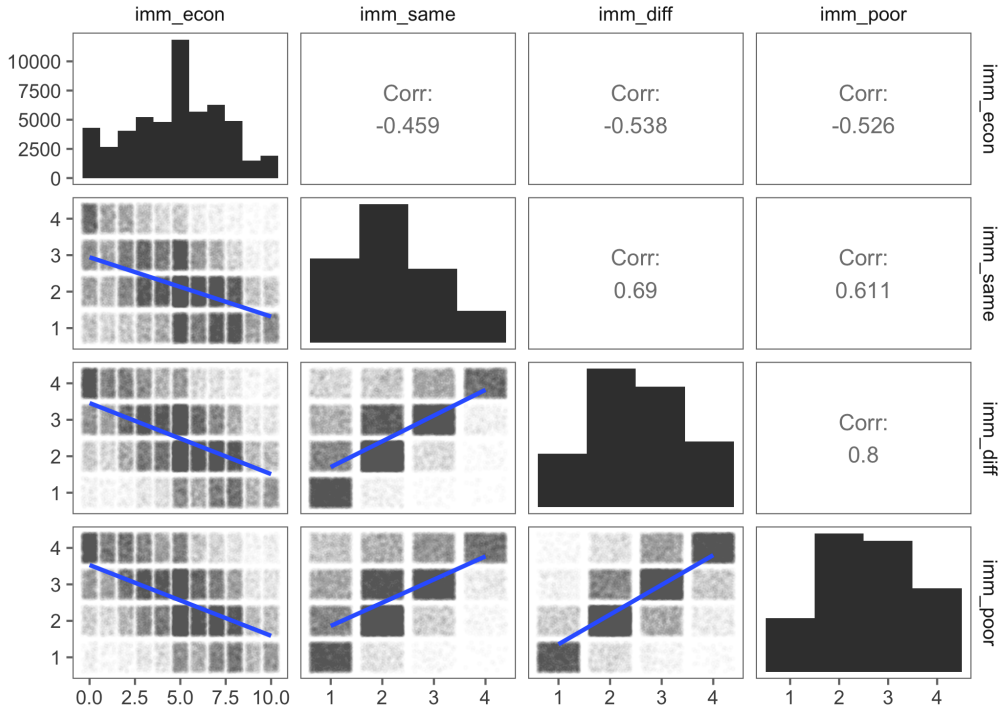 imm_econ imm_same imm_diff imm_poor
10000
7500
5000
2500
0
Corr:
-0.459
Corr:
-0.538
Corr:
-0.526
imm_econ
4
3
2
1
Corr:
0.69
Corr:
0.611
imm_same
4
3
2
1
Corr:
0.8
imm_diff
4
3
2
1
imm_poor
0.0 2.5 5.0 7.5 10.0 1 2 3 4 1 2 3 4 1 2 3 4